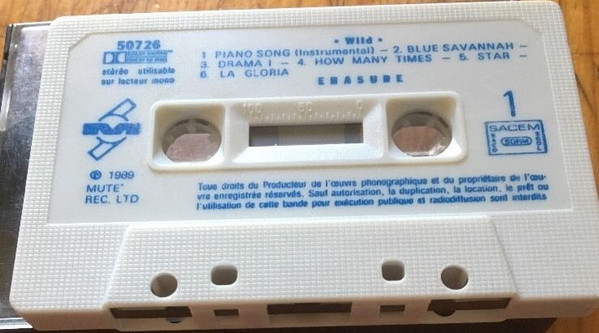 50726
DOLBY SYSTEM
stéréo utilisable
sur lecteur mono
• Wild •
1 PIANO SONG (Instrumental) – 2. BLUE SAVANNAH –
3. DRAMA ! – 4. HOW MANY TIMES – 5. STAR –
6. LA GLORIA
ERASURE
100 50 0
1
SACEM
SDRM
℗ 1989
MUTE
REC. LTD
Tous droits du Producteur de l'œuvre phonographique et du propriétaire de l'œu-
vre enregistrée réservés. Sauf autorisation, la duplication, la location, le prêt ou
l'utilisation de cette bande pour exécution publique et radiodiffusion sont interdits